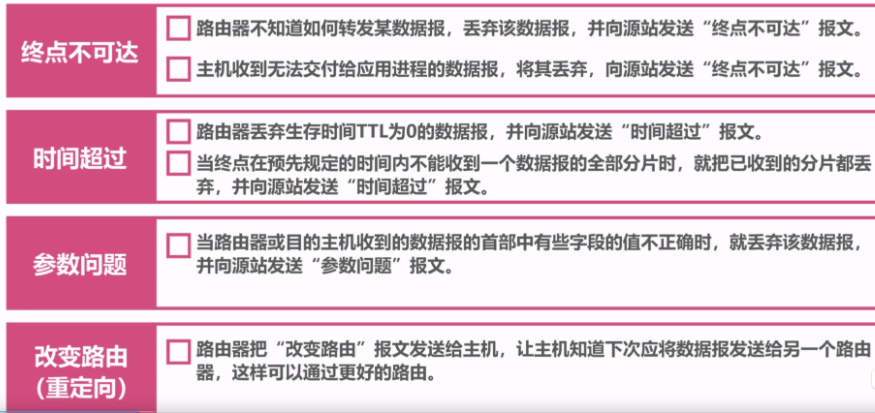 终点不可达
路由器不知道如何转发某数据报，丢弃该数据报，并向源站发送“终点不可达”报文。
主机收到无法交付给应用进程的数据报，将其丢弃，向源站发送“终点不可达”报文。
时间超过
路由器丢弃生存时间TTL为0的数据报，并向源站发送“时间超过”报文。
当终点在预先规定的时间内不能收到一个数据报的全部分片时，就把已收到的分片都丢
弃，并向源站发送“时间超过”报文。
参数问题
当路由器或目的主机收到的数据报的首部中有些字段的值不正确时，就丢弃该数据报，
并向源站发送“参数问题”报文。
改变路由
（重定向）
路由器把“改变路由”报文发送给主机，让主机知道下次应将数据报发送给另一个路由
器，这样可以通过更好的路由。